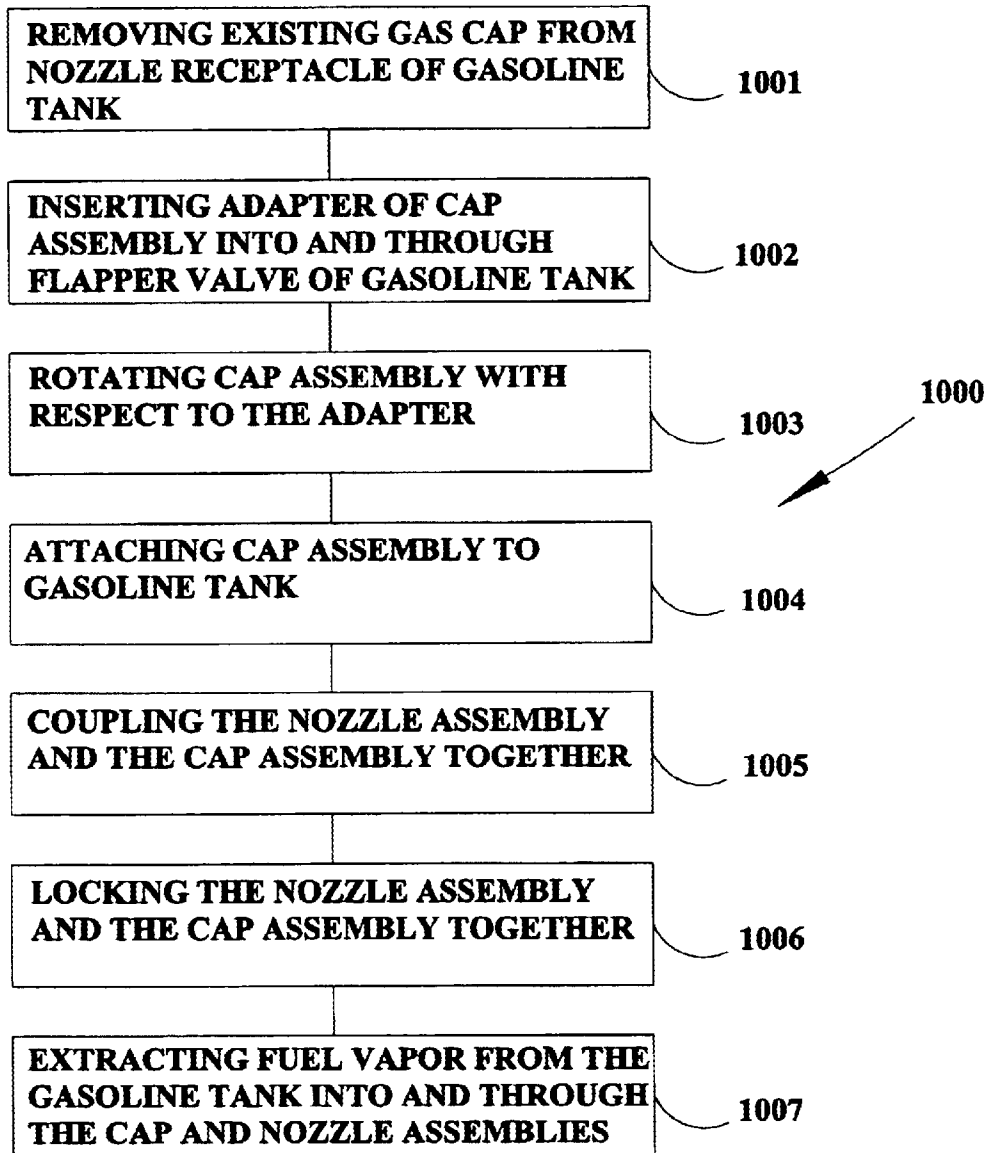 REMOVING EXISTING GAS CAP FROM
NOZZLE RECEPTACLE OF GASOLINE
TANK
1001
INSERTING ADAPTER OF CAP
ASSEMBLY INTO AND THROUGH
FLAPPER VALVE OF GASOLINE TANK
1002
ROTATING CAP ASSEMBLY WITH
RESPECT TO THE ADAPTER
1003
1000
ATTACHING CAP ASSEMBLY TO
GASOLINE TANK
1004
COUPLING THE NOZZLE ASSEMBLY
AND THE CAP ASSEMBLY TOGETHER
1005
LOCKING THE NOZZLE ASSEMBLY
AND THE CAP ASSEMBLY TOGETHER
1006
EXTRACTING FUEL VAPOR FROM THE
GASOLINE TANK INTO AND THROUGH
THE CAP AND NOZZLE ASSEMBLIES
1007